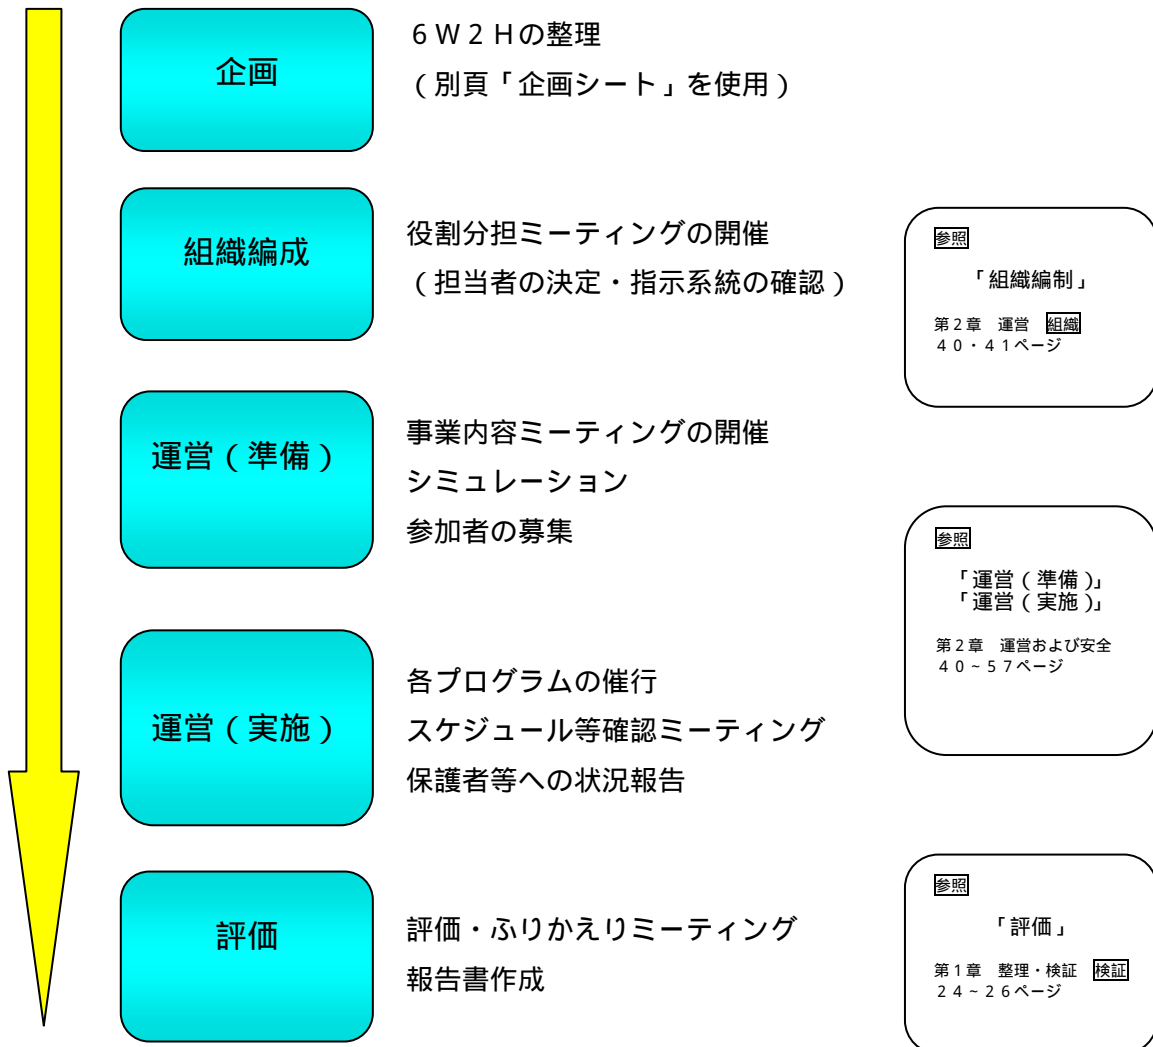 企画
６Ｗ２Ｈの整理
（別頁「企画シート」を使用）
組織編成
役割分担ミーティングの開催
（担当者の決定・指示系統の確認）
参照
「組織編制」
第２章　運営　組織
４０・４１ページ
運営（準備）
事業内容ミーティングの開催
シミュレーション
参加者の募集
参照
「運営（準備）」
「運営（実施）」
第２章　運営および安全
４０~５７ページ
運営（実施）
各プログラムの催行
スケジュール等確認ミーティング
保護者等への状況報告
評価
評価・ふりかえりミーティング
報告書作成
参照
「評価」
第１章　整理・検証　検証
２４~２６ページ